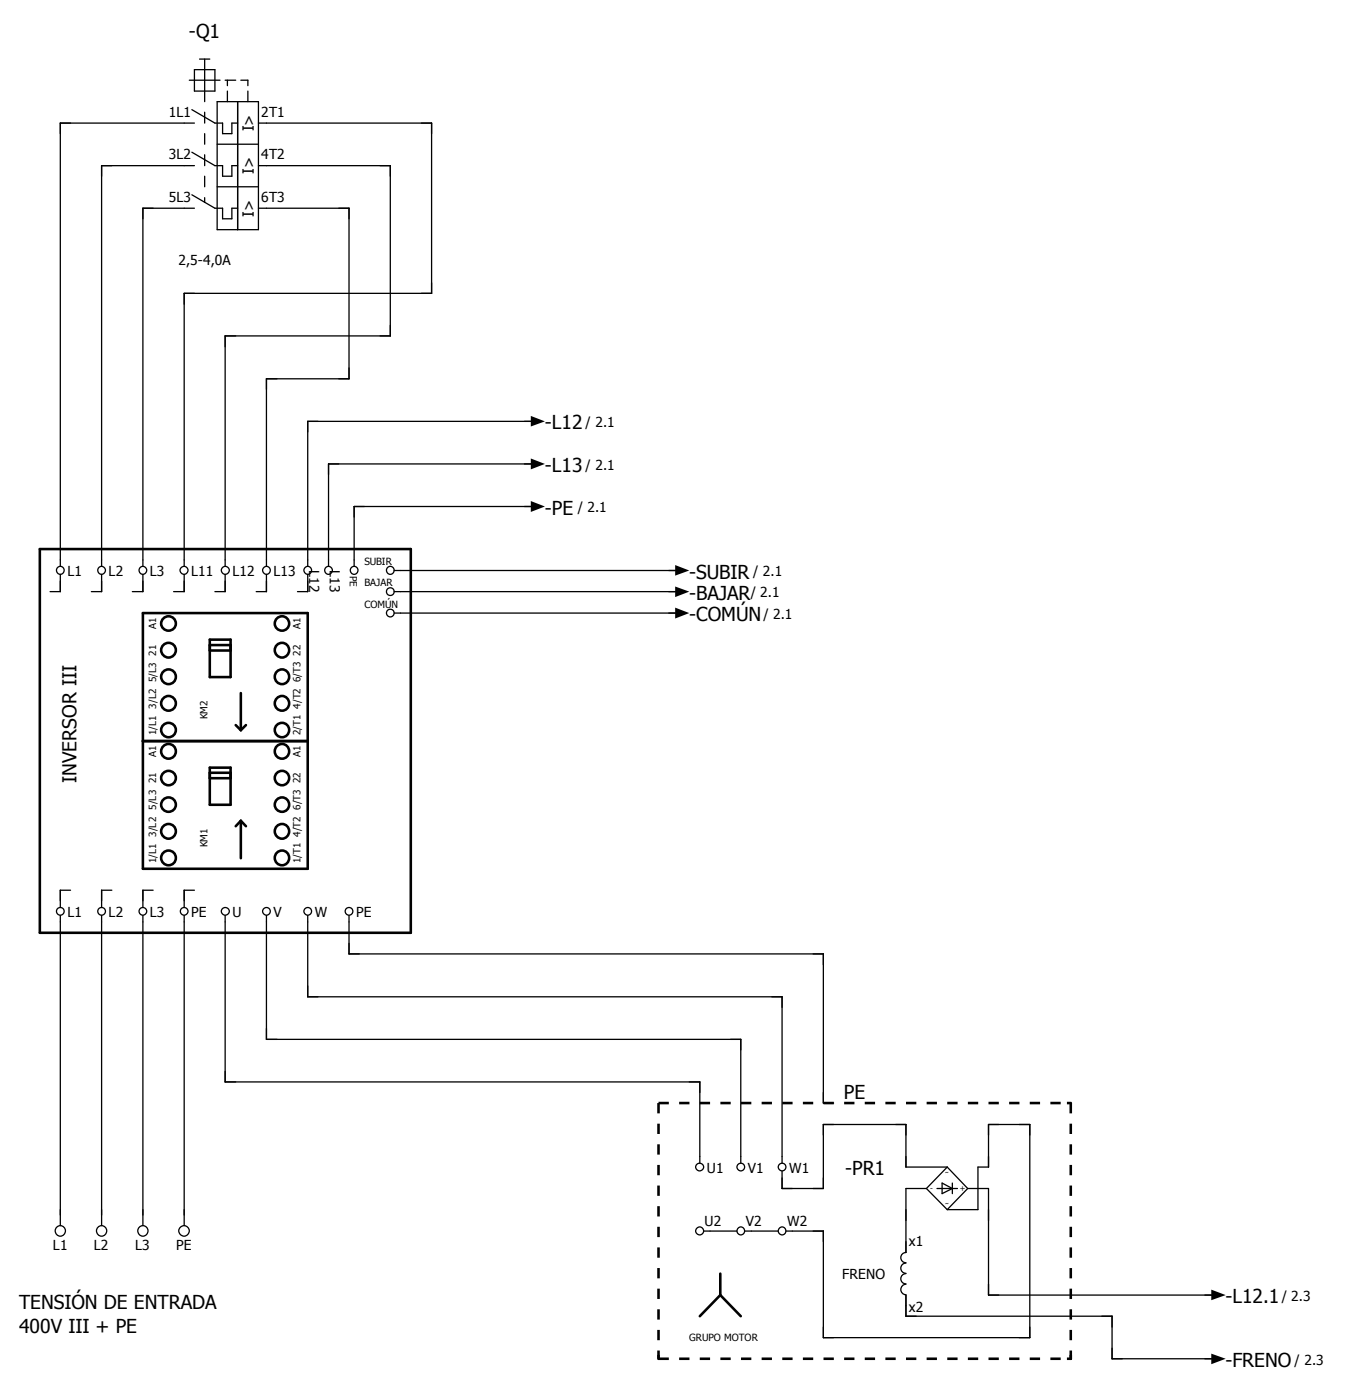 -Q1
1L1
2T1
3L2
4T2
5L3
6T3
I>
I>
I>
2,5-4,0A
-L12 / 2.1
-L13 / 2.1
-PE / 2.1
L1
L2
L3
L11
L12
L13
L12
L13
PE
SUBIR
BAJAR
COMÚN
-SUBIR / 2.1
-BAJAR / 2.1
-COMÚN / 2.1
INVERSOR III
A1
A1
21
22
5/L3
6/T3
3/L2
4/T2
1/L1
2/T1
KM2
A1
A1
21
22
5/L3
6/T3
3/L2
4/T2
1/L1
1/T1
KM1
L1
L2
L3
PE
U
V
W
PE
PE
U1
V1
W1
-PR1
U2
V2
W2
x1
FRENO
x2
GRUPO MOTOR
-L12.1 / 2.3
-FRENO / 2.3
L1
L2
L3
PE
TENSIÓN DE ENTRADA
400V III + PE